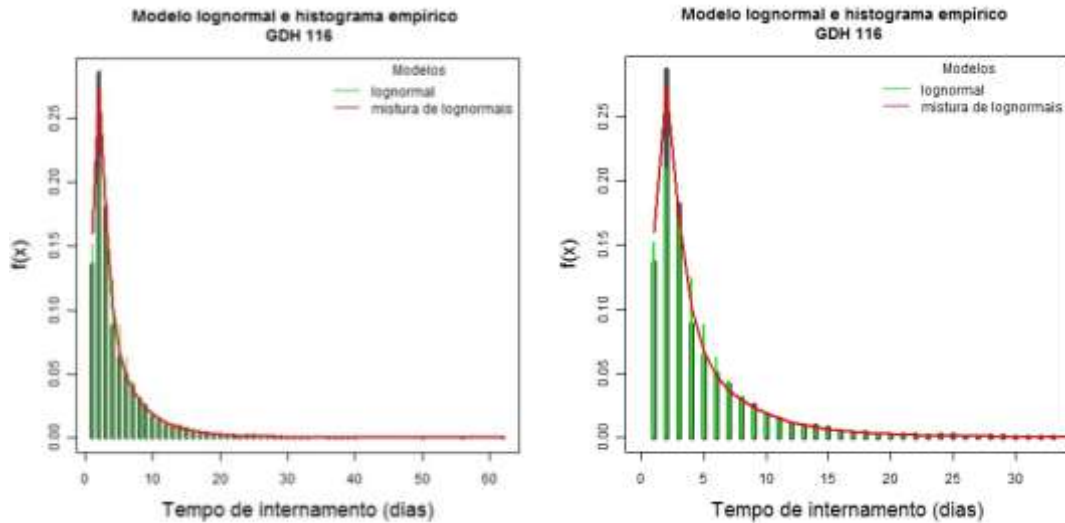 Modelo lognormal e histograma empírico
GDH 116
Modelos
lognormal
mistura de lognormais
f(x)
0.25
0.20
0.15
0.10
0.05
0.00
0 10 20 30 40 50 60
Tempo de internamento (dias)
Modelo lognormal e histograma empírico
GDH 116
Modelos
lognormal
mistura de lognormais
f(x)
0.25
0.20
0.15
0.10
0.05
0.00
0 5 10 15 20 25 30
Tempo de internamento (dias)